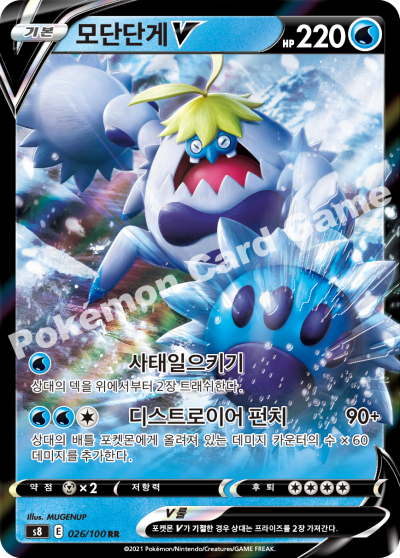 기본 모단단게 V HP 220
Pokémon Card Game
사태일으키기
상대의 덱을 위에서부터 2장 트래쉬한다.
디스트로이어 펀치 90+
상대의 배틀 포켓몬에게 올려져 있는 데미지 카운터의 수 × 60
데미지를 추가한다.
약점 ×2 저항력 후퇴
Illus. MUGENUP
s8 E 026/100 RR
V룰
포켓몬 V가 기절한 경우 상대는 프라이즈를 2장 가져간다.
©2021 Pokémon/Nintendo/Creatures/GAME FREAK.